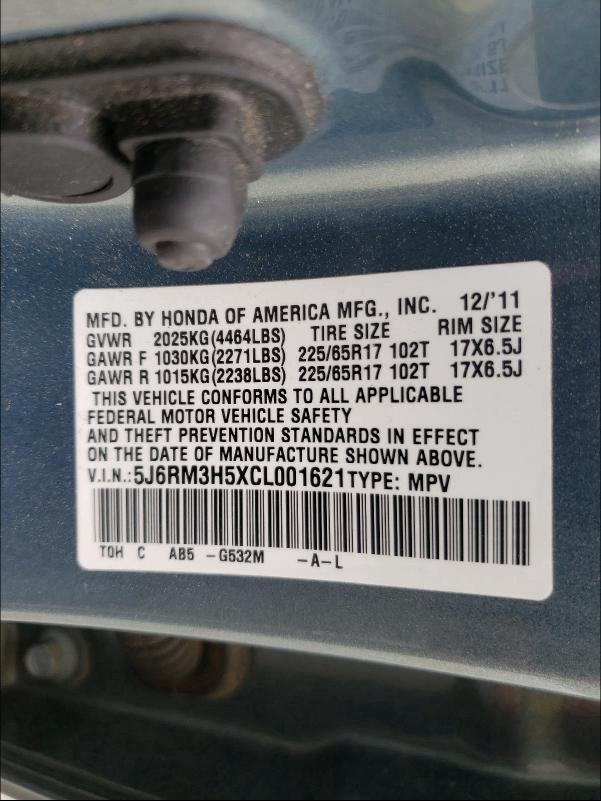 MFD. BY HONDA OF AMERICA MFG., INC. 12/'11
GVWR 2025KG(4464LBS) TIRE SIZE RIM SIZE
GAWR F 1030KG(2271LBS) 225/65R17 102T 17X6.5J
GAWR R 1015KG(2238LBS) 225/65R17 102T 17X6.5J
THIS VEHICLE CONFORMS TO ALL APPLICABLE
FEDERAL MOTOR VEHICLE SAFETY
AND THEFT PREVENTION STANDARDS IN EFFECT
ON THE DATE OF MANUFACTURE SHOWN ABOVE.
V.I.N.:5J6RM3H5XCL001621TYPE: MPV
TOH C AB5 -G532M -A-L